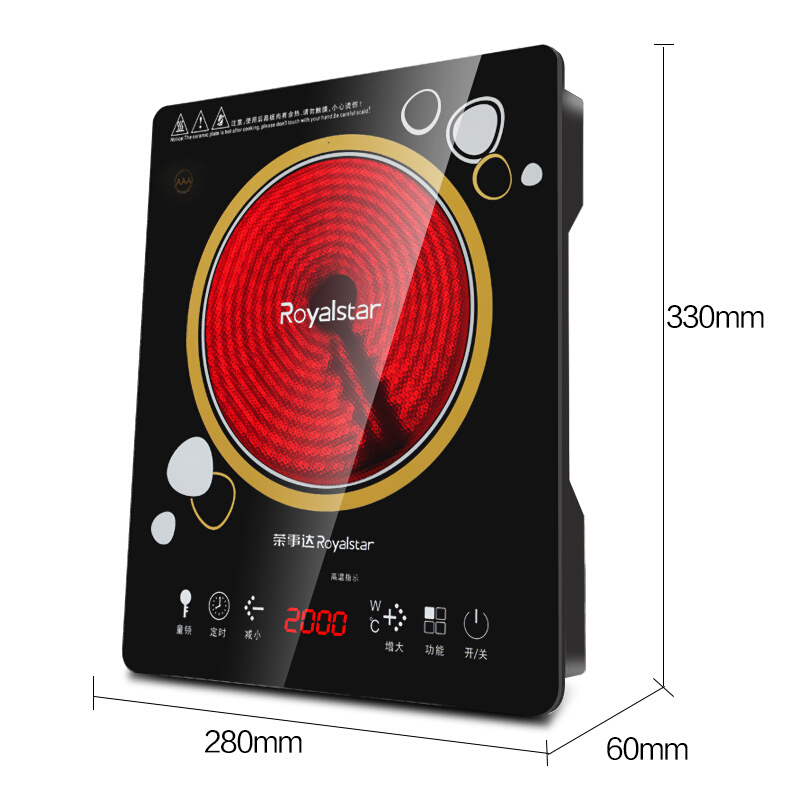 注意,使用后晶板尚有余热,请勿触摸,小心烫伤!
Notice:The ceramic plate is hot after cooking, please don't touch with your hand.Be careful scald!
AAA
Royalstar
330mm
荣事达Royalstar
高温指示
2000
W
℃
童锁
定时
减小
增大
功能
开/关
280mm
60mm